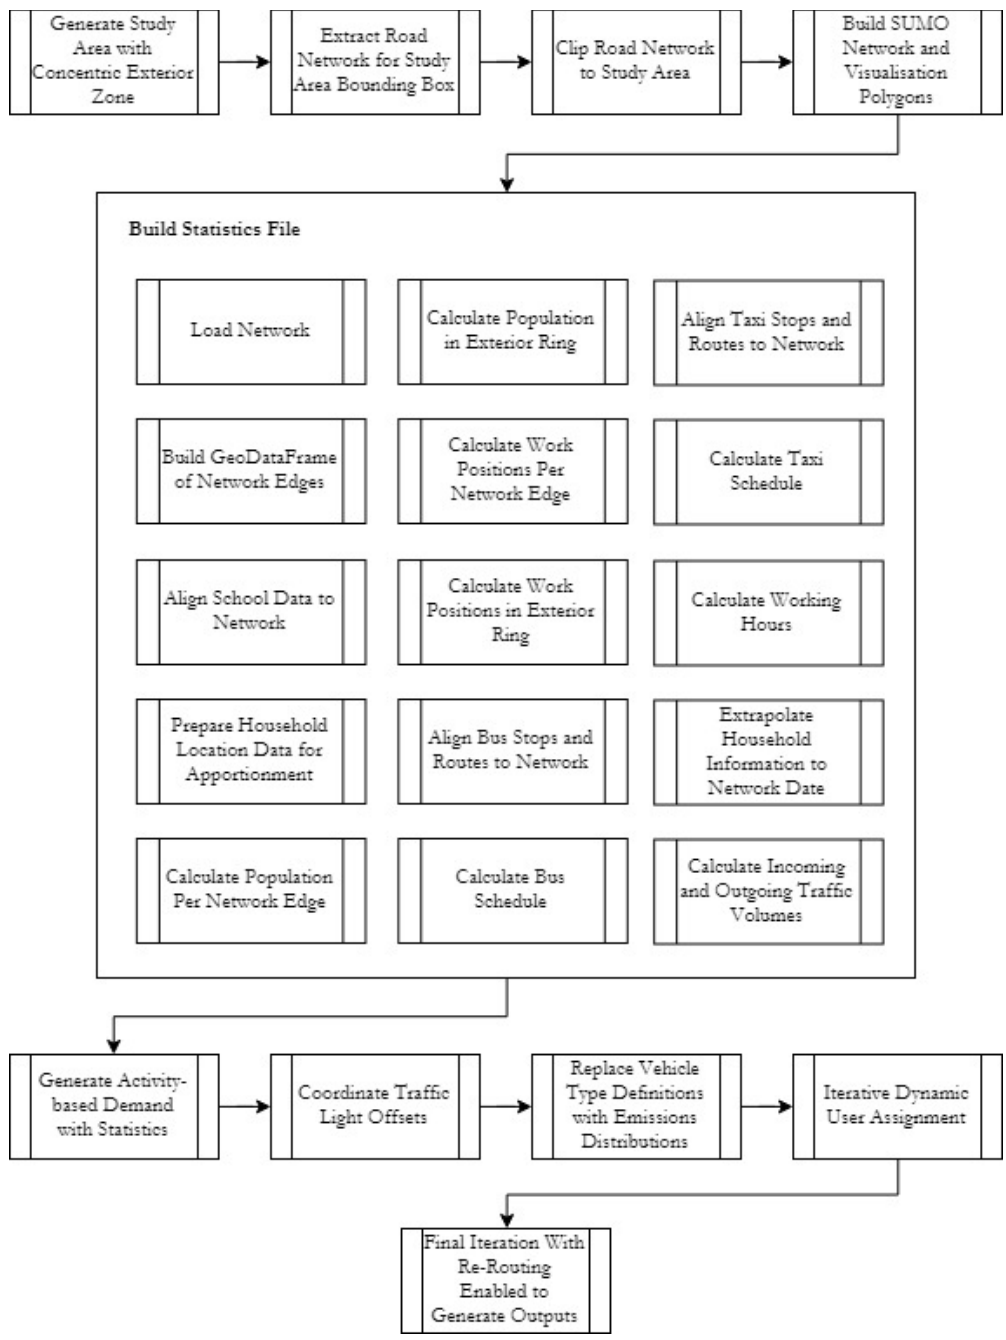 Generate Study
Area with
Concentric Exterior
Zone
Extract Road
Network for Study
Area Bounding Box
Clip Road Network
to Study Area
Build SUMO
Network and
Visualisation
Polygons
Build Statistics File
Load Network
Calculate Population
in Exterior Ring
Align Taxi Stops and
Routes to Network
Build GeoDataFrame
of Network Edges
Calculate Work
Positions Per
Network Edge
Calculate Taxi
Schedule
Align School Data to
Network
Calculate Work
Positions in Exterior
Ring
Calculate Working
Hours
Prepare Household
Location Data for
Apportionment
Align Bus Stops and
Routes to Network
Extrapolate
Household
Information to
Network Date
Calculate Population
Per Network Edge
Calculate Bus
Schedule
Calculate Incoming
and Outgoing Traffic
Volumes
Generate Activity-
based Demand
with Statistics
Coordinate Traffic
Light Offsets
Replace Vehicle
Type Definitions
with Emissions
Distributions
Iterative Dynamic
User Assignment
Final Iteration With
Re-Routing
Enabled to
Generate Outputs